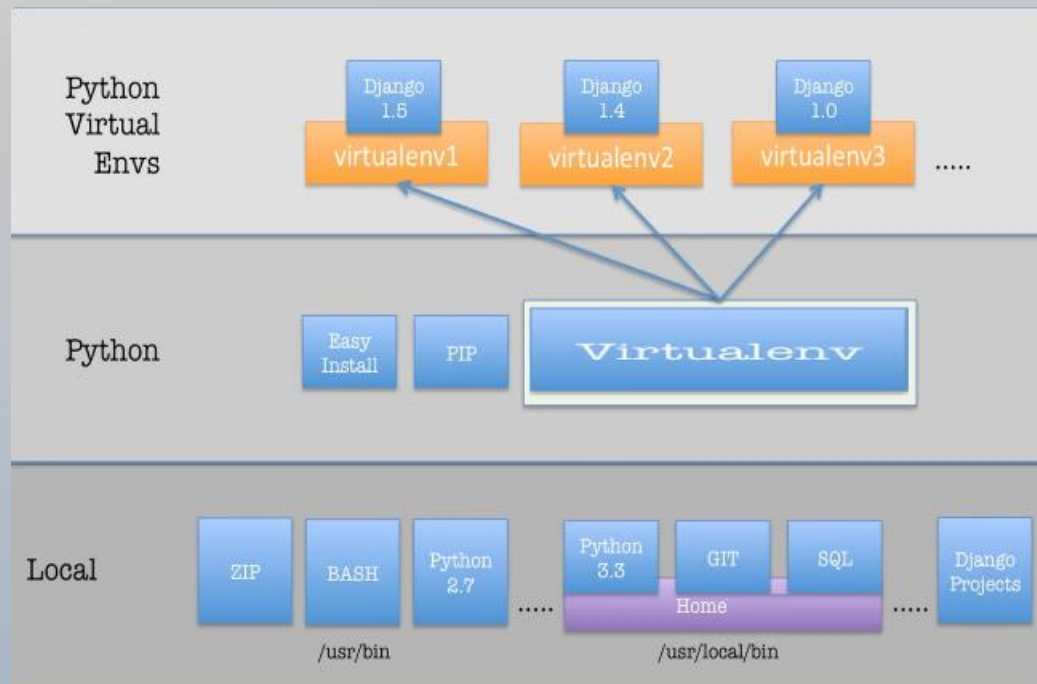 Python
Virtual
Envs
Django
1.5
virtualenv1
Django
1.4
virtualenv2
Django
1.0
virtualenv3
.....
Python
Easy
Install
PIP
Virtualenv
Local
ZIP
BASH
Python
2.7
.....
Python
3.3
GIT
SQL
Home
.....
Django
Projects
/usr/bin
/usr/local/bin